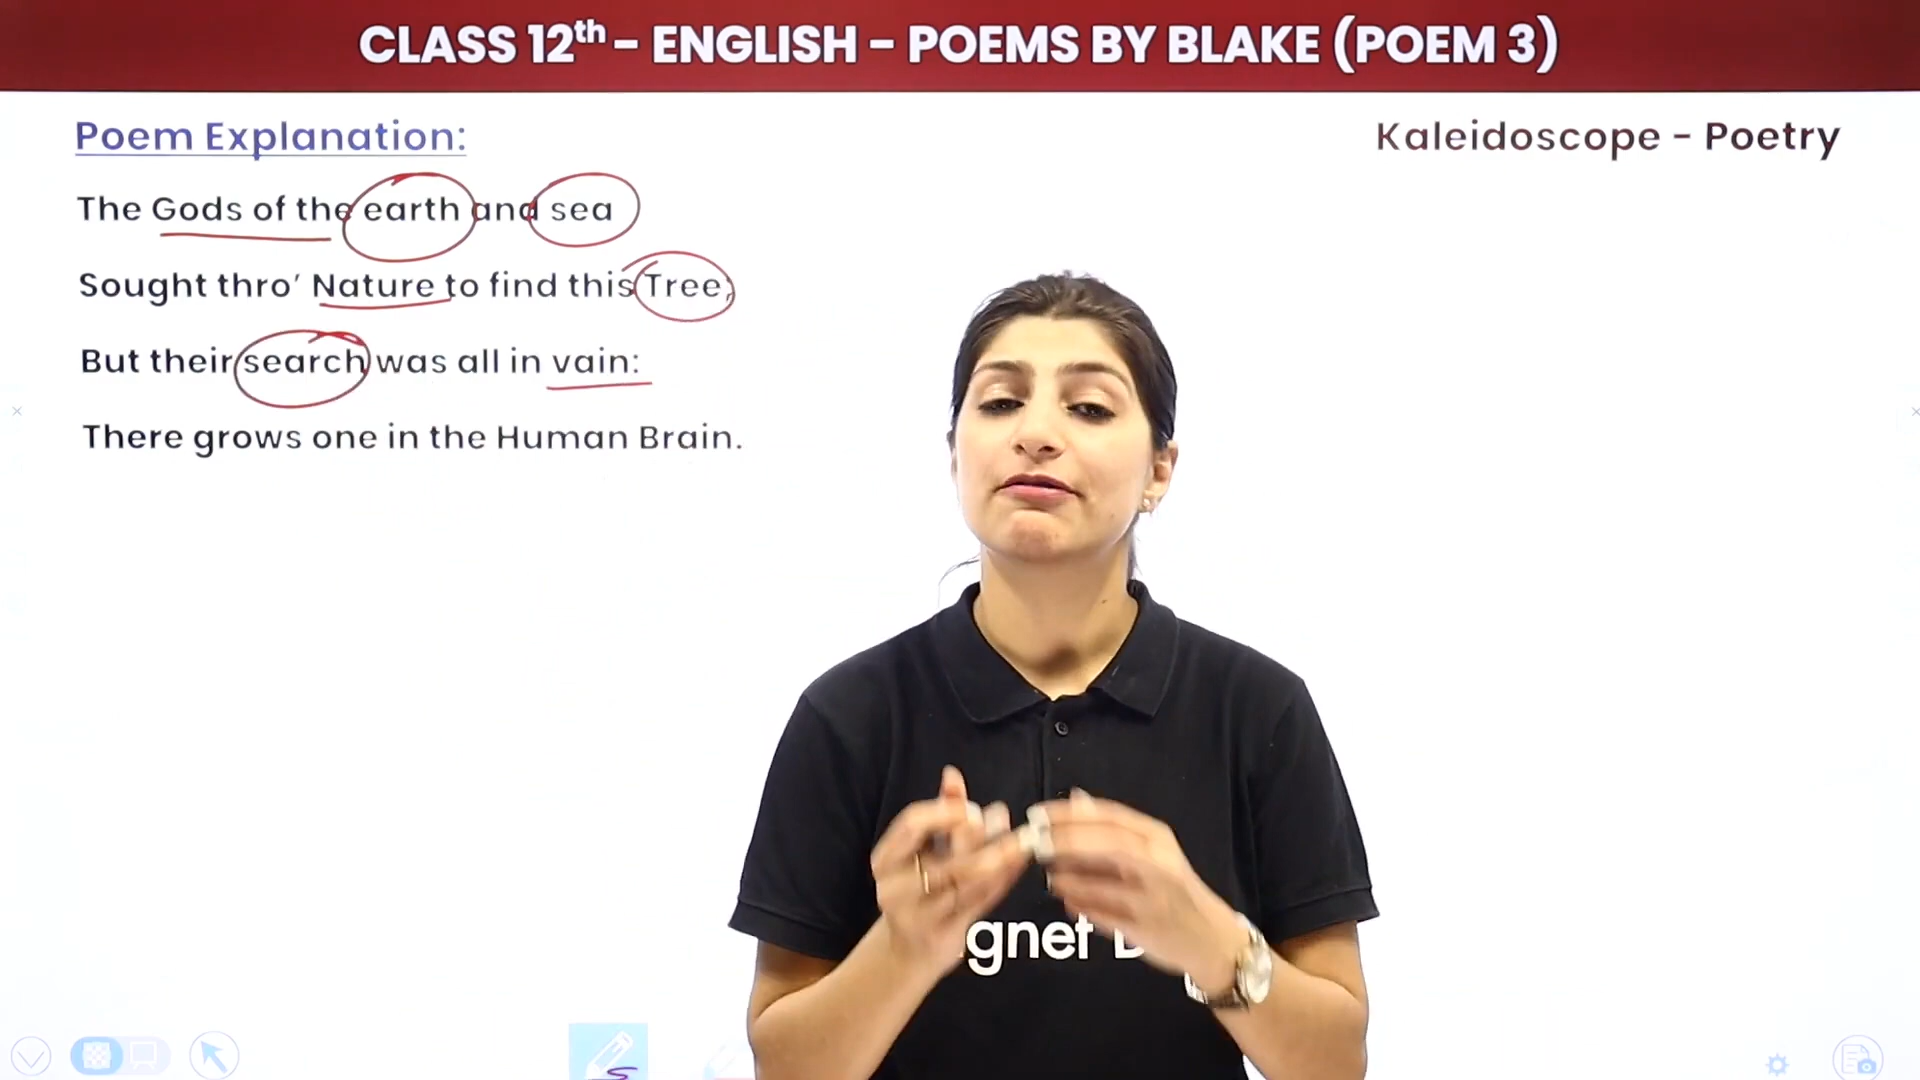 CLASS 12th – ENGLISH – POEMS BY BLAKE (POEM 3)
Poem Explanation:
Kaleidoscope – Poetry
The Gods of the earth and sea
Sought thro’ Nature to find this Tree,
But their search was all in vain:
There grows one in the Human Brain.
gnet